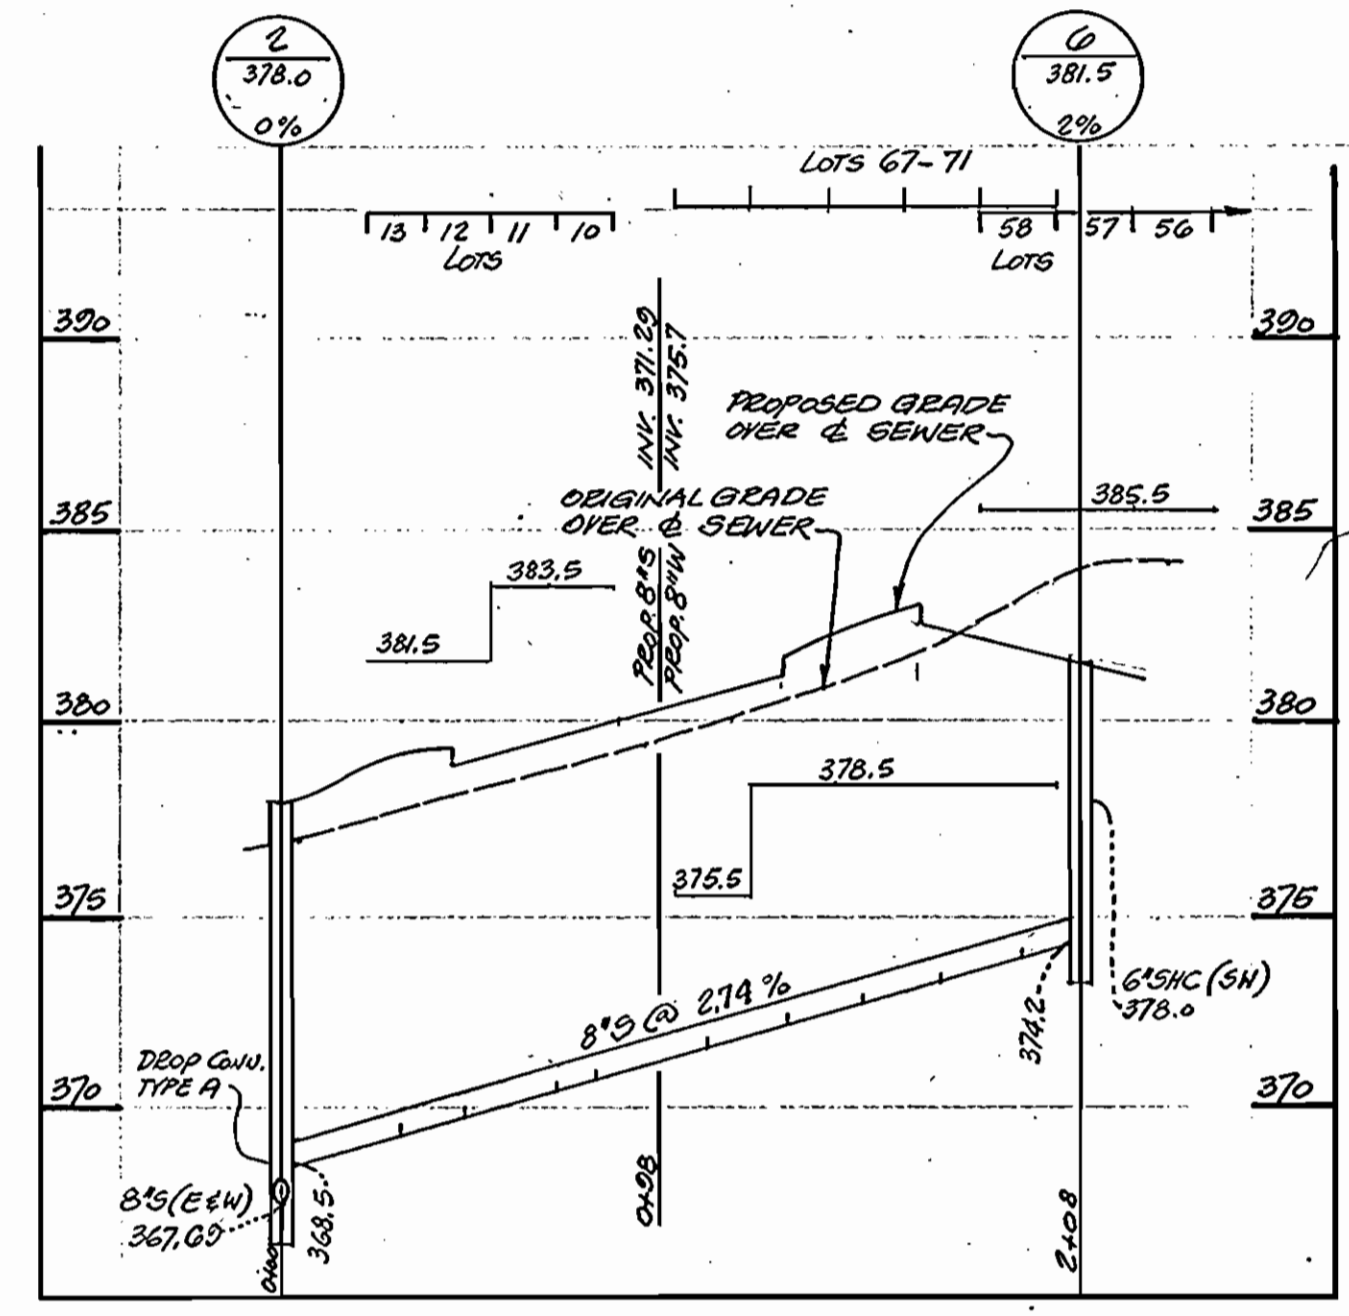 2
378.0
0%
6
381.5
2%
LOTS 67-71
13 12 11 10
LOTS
58 57 56
LOTS
390
390
PROP. 8"S INV. 371.29
PROP. 8"W INV. 375.7
PROPOSED GRADE
OVER ℄ SEWER
ORIGINAL GRADE
OVER ℄ SEWER
385
385.5
385
383.5
381.5
380
380
378.5
375.5
375
375
8"S @ 2.74%
374.2
6"SHC (SW)
378.0
DROP CONN.
TYPE A
370
370
8"S (E&W)
367.69
368.5
0+00
0+98
2+08